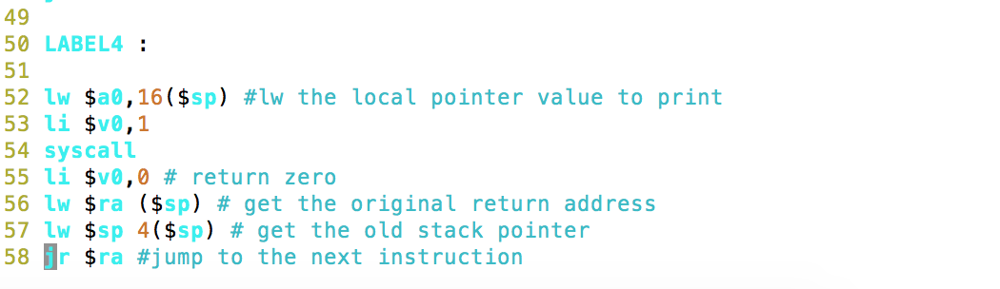 49
50 LABEL4 :
51
52 lw $a0,16($sp) #lw the local pointer value to print
53 li $v0,1
54 syscall
55 li $v0,0 # return zero
56 lw $ra ($sp) # get the original return address
57 lw $sp 4($sp) # get the old stack pointer
58 jr $ra #jump to the next instruction